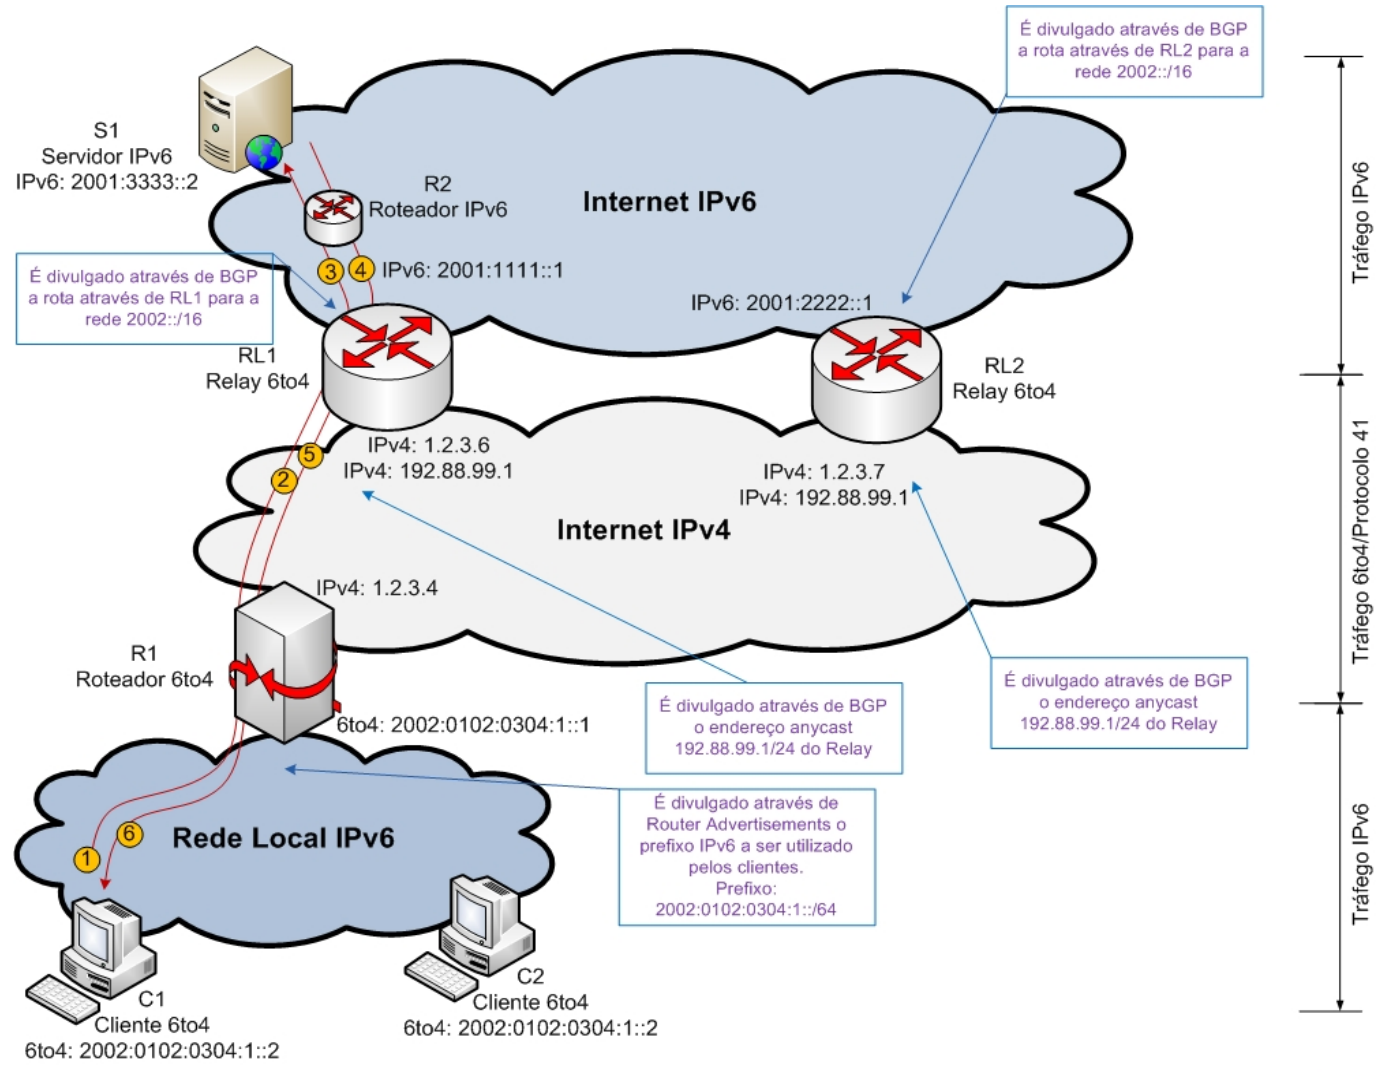 É divulgado através de BGP
a rota através de RL2 para a
rede 2002::/16
S1
Servidor IPv6
IPv6: 2001:3333::2
R2
Roteador IPv6
Internet IPv6
Tráfego IPv6
É divulgado através de BGP
a rota através de RL1 para a
rede 2002::/16
3
4
IPv6: 2001:1111::1
IPv6: 2001:2222::1
RL1
Relay 6to4
RL2
Relay 6to4
IPv4: 1.2.3.6
IPv4: 192.88.99.1
5
2
IPv4: 1.2.3.7
IPv4: 192.88.99.1
Internet IPv4
Tráfego 6to4/Protocolo 41
IPv4: 1.2.3.4
R1
Roteador 6to4
6to4: 2002:0102:0304:1::1
É divulgado através de BGP
o endereço anycast
192.88.99.1/24 do Relay
É divulgado através de BGP
o endereço anycast
192.88.99.1/24 do Relay
É divulgado através de
Router Advertisements o
prefixo IPv6 a ser utilizado
pelos clientes.
Prefixo:
2002:0102:0304:1::/64
Rede Local IPv6
6
1
Tráfego IPv6
C1
Cliente 6to4
6to4: 2002:0102:0304:1::2
C2
Cliente 6to4
6to4: 2002:0102:0304:1::2